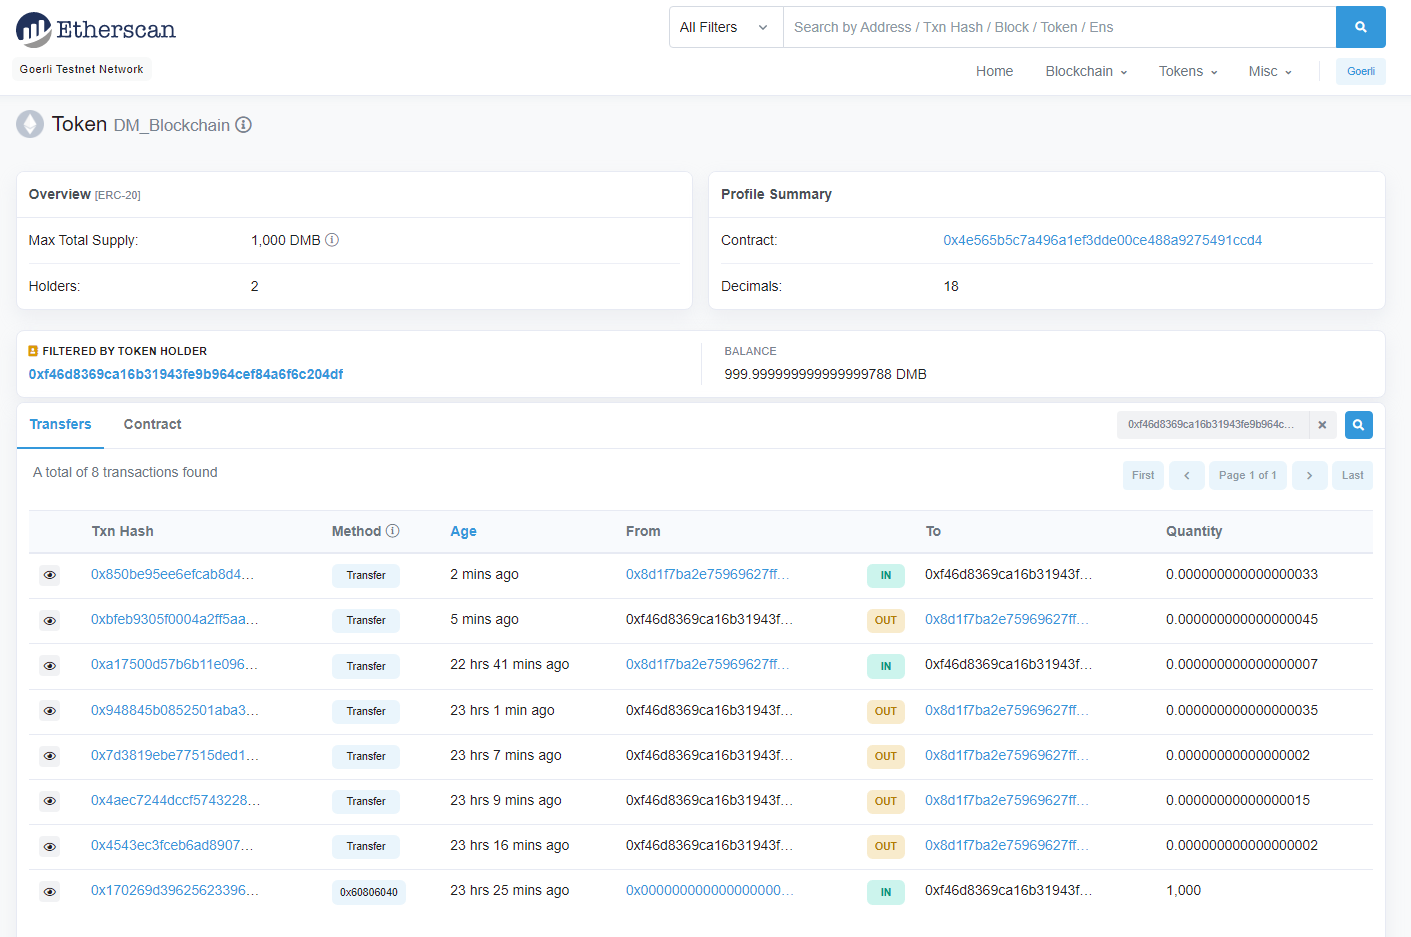 Etherscan
All Filters
Search by Address / Txn Hash / Block / Token / Ens
Goerli Testnet Network
Home Blockchain Tokens Misc Goerli
Token DM_Blockchain
Overview [ERC-20]
Max Total Supply: 1,000 DMB
Holders: 2
Profile Summary
Contract: 0x4e565b5c7a496a1ef3dde00ce488a9275491ccd4
Decimals: 18
FILTERED BY TOKEN HOLDER
0xf46d8369ca16b31943fe9b964cef84a6f6c204df
BALANCE
999.999999999999999788 DMB
Transfers Contract
0xf46d8369ca16b31943fe9b964c...
A total of 8 transactions found
First Page 1 of 1 Last
Txn Hash Method Age From To Quantity
0x850be95ee6efcab8d4... Transfer 2 mins ago 0x8d1f7ba2e75969627ff... IN 0xf46d8369ca16b31943f... 0.000000000000000033
0xbfeb9305f0004a2ff5aa... Transfer 5 mins ago 0xf46d8369ca16b31943f... OUT 0x8d1f7ba2e75969627ff... 0.000000000000000045
0xa17500d57b6b11e096... Transfer 22 hrs 41 mins ago 0x8d1f7ba2e75969627ff... IN 0xf46d8369ca16b31943f... 0.000000000000000007
0x948845b0852501aba3... Transfer 23 hrs 1 min ago 0xf46d8369ca16b31943f... OUT 0x8d1f7ba2e75969627ff... 0.000000000000000035
0x7d3819ebe77515ded1... Transfer 23 hrs 7 mins ago 0xf46d8369ca16b31943f... OUT 0x8d1f7ba2e75969627ff... 0.00000000000000002
0x4aec7244dccf5743228... Transfer 23 hrs 9 mins ago 0xf46d8369ca16b31943f... OUT 0x8d1f7ba2e75969627ff... 0.00000000000000015
0x4543ec3fceb6ad8907... Transfer 23 hrs 16 mins ago 0xf46d8369ca16b31943f... OUT 0x8d1f7ba2e75969627ff... 0.000000000000000002
0x170269d39625623396... 0x60806040 23 hrs 25 mins ago 0x000000000000000000... IN 0xf46d8369ca16b31943f... 1,000